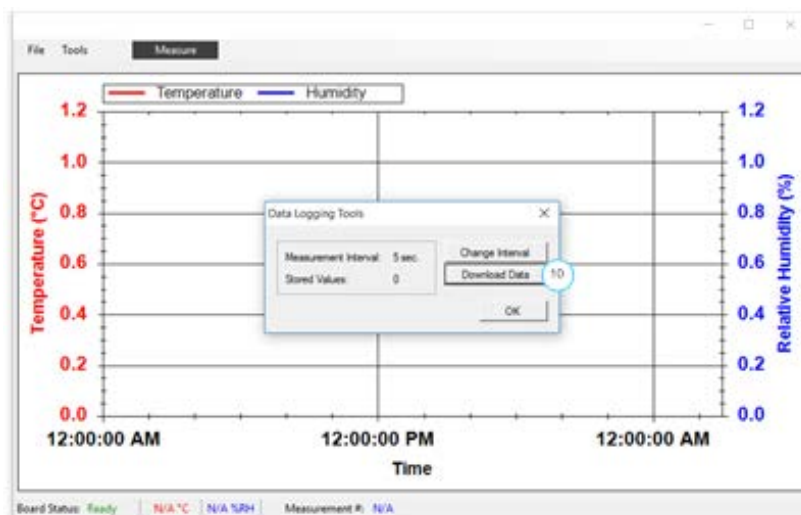 File Tools Measure
Temperature Humidity
1.2 1.2
1.0 1.0
0.8 0.8
Data Logging Tools
Measurement Interval: 5 sec. Change Interval
Stored Values: 0 Download Data 10
OK
0.6 0.6
0.4 0.4
0.2 0.2
0.0 0.0
Temperature (°C)
Relative Humidity (%)
12:00:00 AM 12:00:00 PM 12:00:00 AM
Time
Board Status: Ready N/A °C N/A %RH Measurement #: N/A